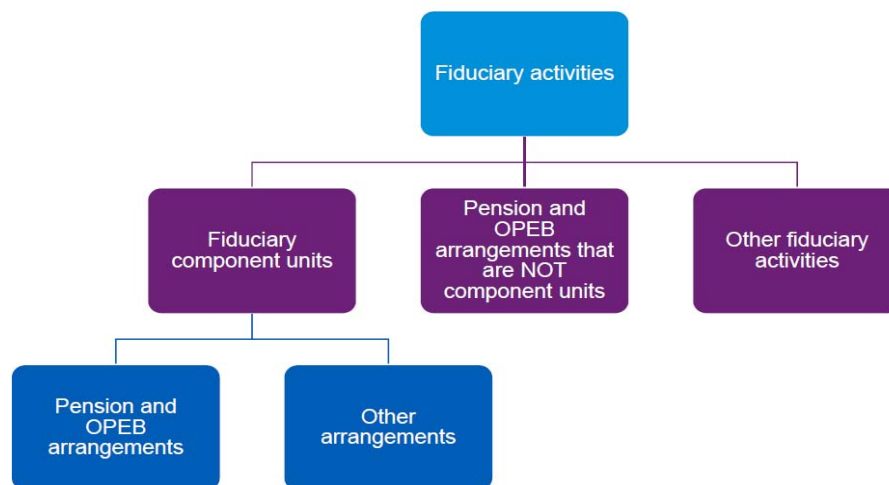 Fiduciary activities
Fiduciary
component units
Pension and
OPEB
arrangements that
are NOT
component units
Other fiduciary
activities
Pension and
OPEB
arrangements
Other
arrangements